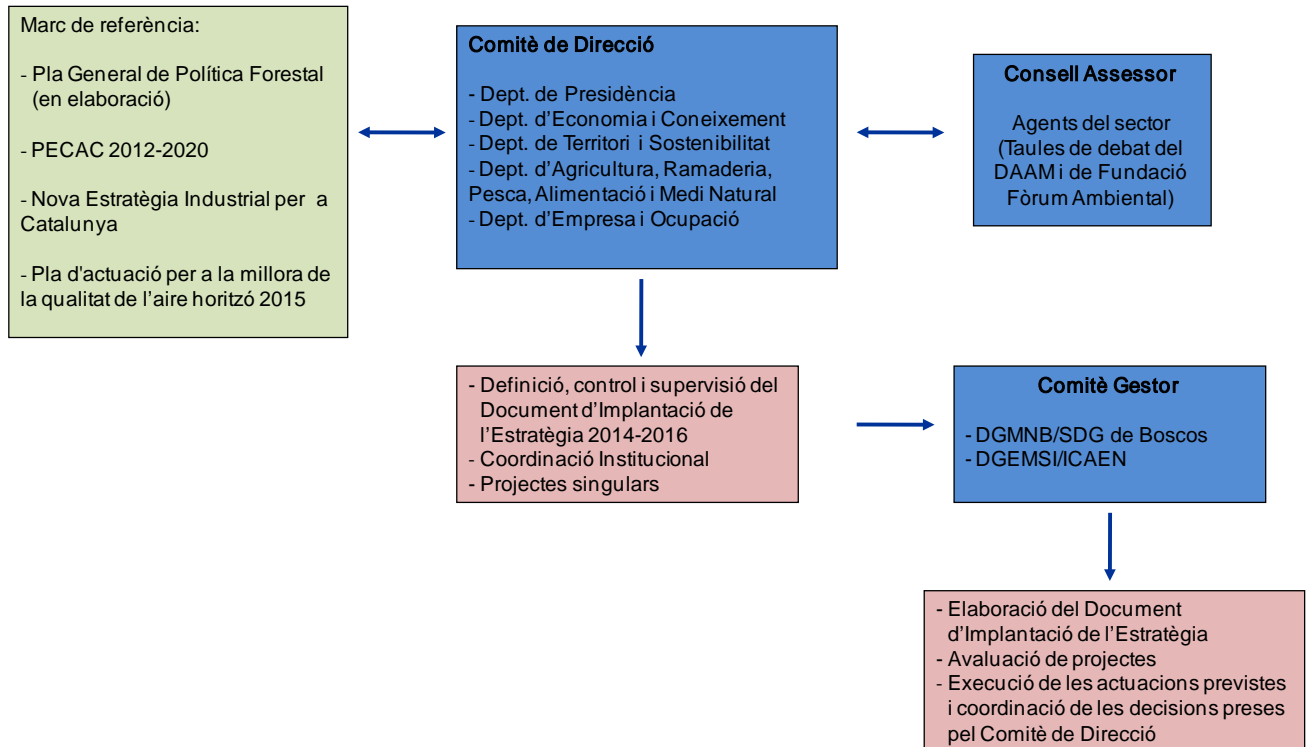 Marc de referència:
- Pla General de Política Forestal
(en elaboració)
- PECAC 2012-2020
- Nova Estratègia Industrial per a
Catalunya
- Pla d'actuació per a la millora de
la qualitat de l'aire horitzó 2015
Comitè de Direcció
- Dept. de Presidència
- Dept. d'Economia i Coneixement
- Dept. de Territori i Sostenibilitat
- Dept. d'Agricultura, Ramaderia,
Pesca, Alimentació i Medi Natural
- Dept. d'Empresa i Ocupació
Consell Assessor
Agents del sector
(Taules de debat del
DAAM i de Fundació
Fòrum Ambiental)
- Definició, control i supervisió del
Document d'Implantació de
l'Estratègia 2014-2016
- Coordinació Institucional
- Projectes singulars
Comitè Gestor
- DGMNB/SDG de Boscos
- DGEMSI/ICAEN
- Elaboració del Document
d'Implantació de l'Estratègia
- Avaluació de projectes
- Execució de les actuacions previstes
i coordinació de les decisions preses
pel Comitè de Direcció